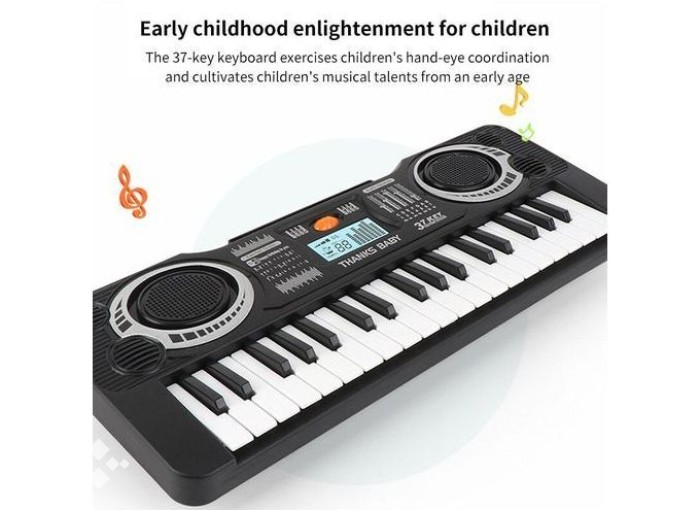 Early childhood enlightenment for children
The 37-key keyboard exercises children's hand-eye coordination
and cultivates children's musical talents from an early age
37-KEY
88
THANKS BABY